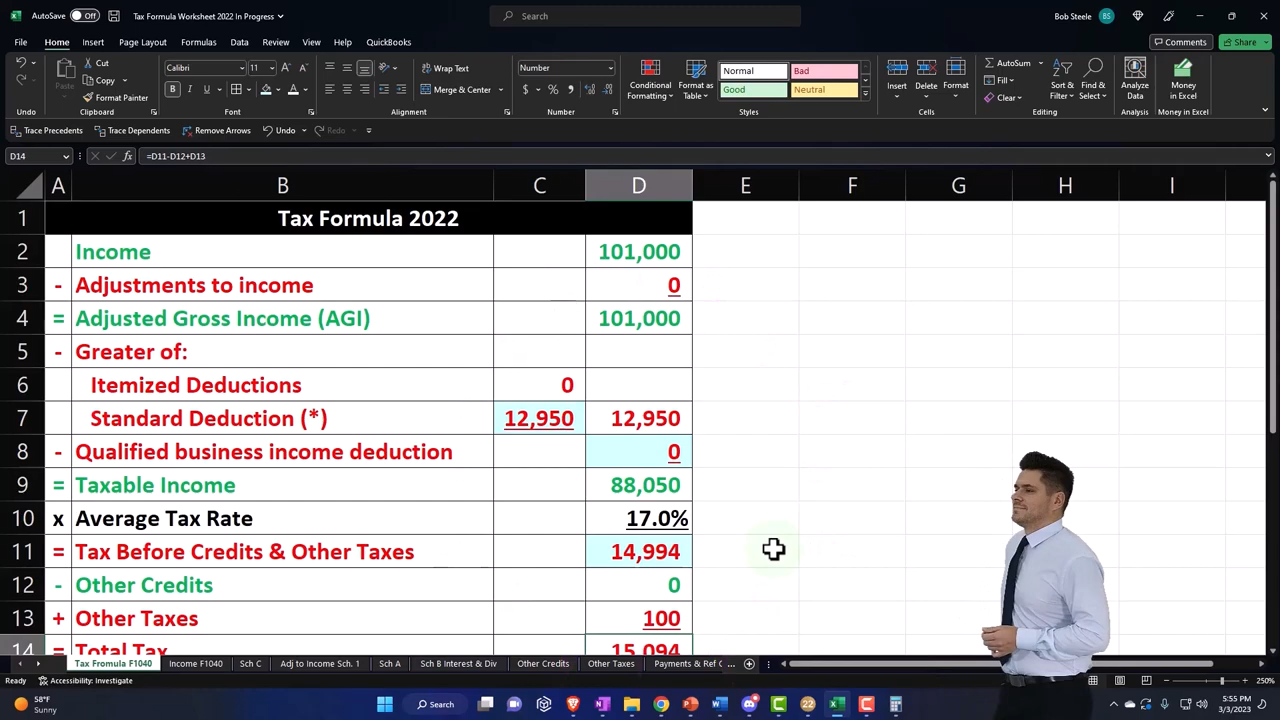 AutoSave Off Tax Formula Worksheet 2022 In Progress Search Bob Steele BS
File Home Insert Page Layout Formulas Data Review View Help QuickBooks Comments Share
Cut Calibri 11 Wrap Text Number Normal Bad AutoSum
Copy Paste Merge & Center Conditional Formatting Format as Table Good Neutral Insert Delete Format Clear Sort & Filter Find & Select Analyze Data Money in Excel
Format Painter
Undo Clipboard Font Alignment Number Styles Cells Editing Analysis Money in Excel
Trace Precedents Trace Dependents Remove Arrows Undo Redo
D14 =D11-D12+D13
A B C D E F G H I
1 Tax Formula 2022
2 Income 101,000
3 - Adjustments to income 0
4 = Adjusted Gross Income (AGI) 101,000
5 - Greater of:
6 Itemized Deductions 0
7 Standard Deduction (*) 12,950 12,950
8 - Qualified business income deduction 0
9 = Taxable Income 88,050
10 x Average Tax Rate 17.0%
11 = Tax Before Credits & Other Taxes 14,994
12 - Other Credits 0
13 + Other Taxes 100
14 = Total Tax 15,094
Tax Fromula F1040 Income F1040 Sch C Adj to Income Sch. 1 Sch A Sch B Interest & Div Other Credits Other Taxes Payments & Ref C ...
Ready Accessibility: Investigate 250%
58°F Sunny Search 22 5:55 PM 3/3/2023